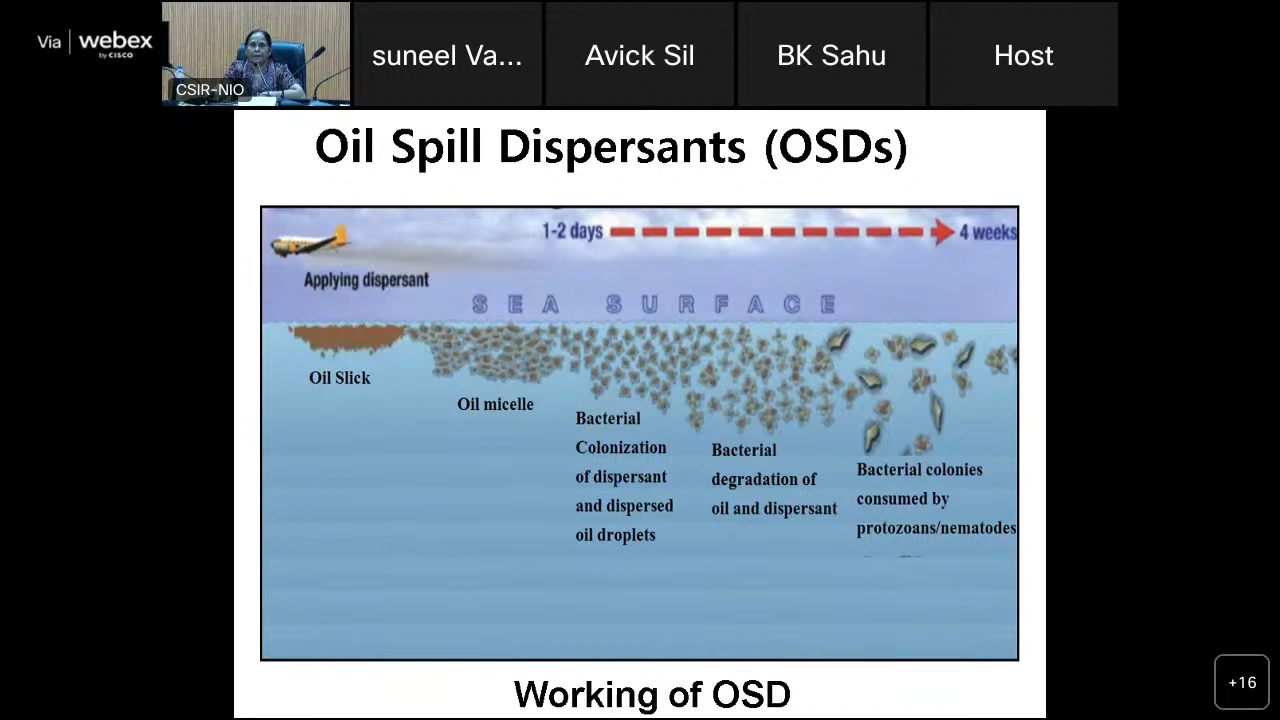 Via webex
by CISCO
CSIR-NIO
suneel Va...
Avick Sil
BK Sahu
Host
Oil Spill Dispersants (OSDs)
1-2 days
4 weeks
Applying dispersant
SEA SURFACE
Oil Slick
Oil micelle
Bacterial
Colonization
of dispersant
and dispersed
oil droplets
Bacterial
degradation of
oil and dispersant
Bacterial colonies
consumed by
protozoans/nematodes
Working of OSD
+16